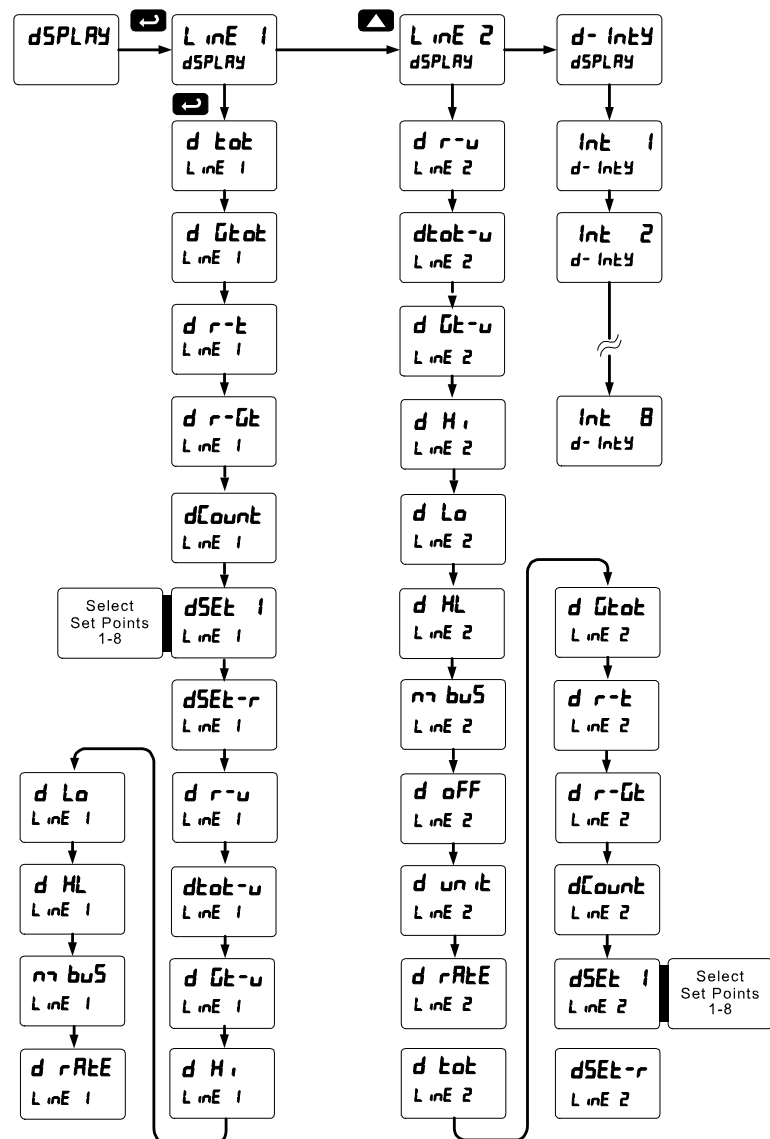 dSPLAY
LinE 1
dSPLAY
LinE 2
dSPLAY
d-IntY
dSPLAY
d tot
LinE 1
d Gtot
LinE 1
d r-t
LinE 1
d r-Gt
LinE 1
dCount
LinE 1
Select
Set Points
1-8
dSEt 1
LinE 1
dSEt-r
LinE 1
d r-u
LinE 1
dtot-u
LinE 1
d Gt-u
LinE 1
d Hi
LinE 1
d Lo
LinE 1
d HL
LinE 1
m buS
LinE 1
d rAtE
LinE 1
d r-u
LinE 2
dtot-u
LinE 2
d Gt-u
LinE 2
d Hi
LinE 2
d Lo
LinE 2
d HL
LinE 2
m buS
LinE 2
d oFF
LinE 2
d unit
LinE 2
d rAtE
LinE 2
d tot
LinE 2
d Gtot
LinE 2
d r-t
LinE 2
d r-Gt
LinE 2
dCount
LinE 2
dSEt 1
LinE 2
Select
Set Points
1-8
dSEt-r
LinE 2
Int 1
d-IntY
Int 2
d-IntY
Int 8
d-IntY